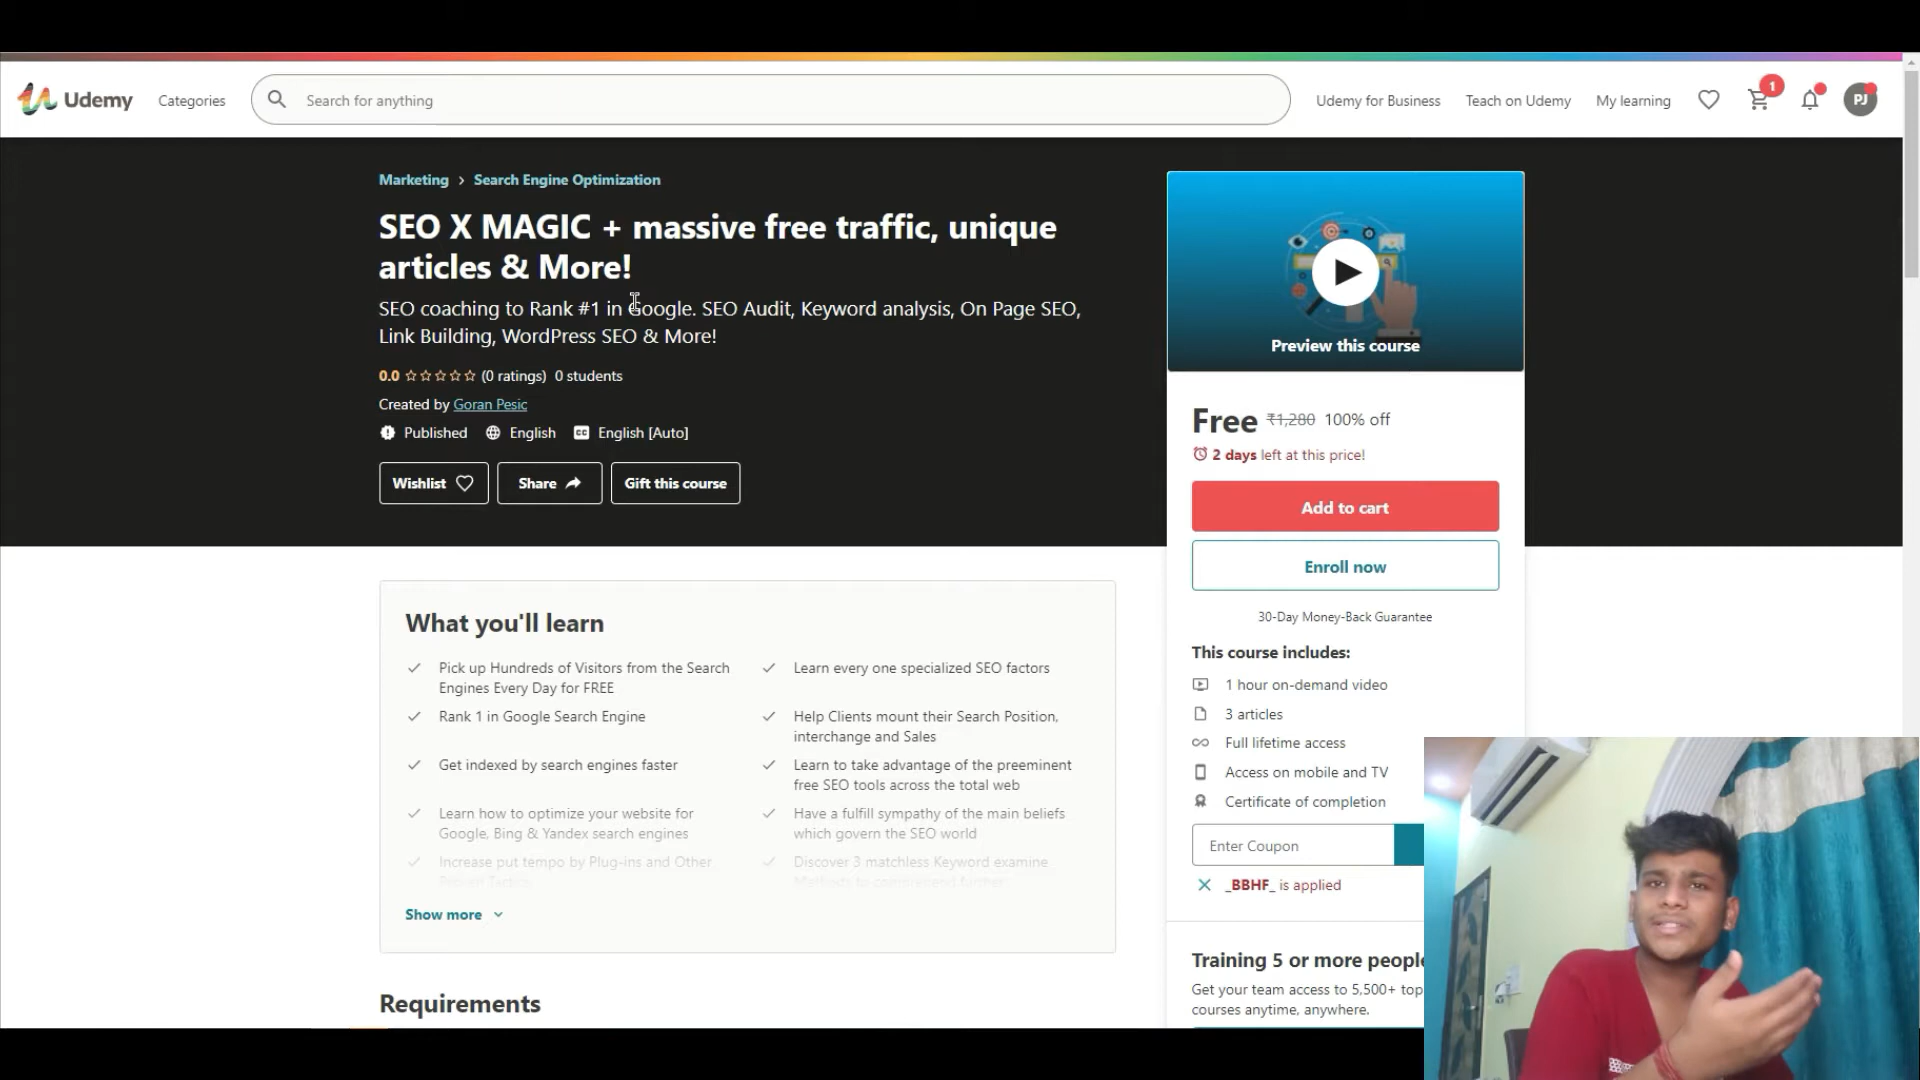 Udemy
Categories
Search for anything
Udemy for Business
Teach on Udemy
My learning
1
PJ
Marketing > Search Engine Optimization
SEO X MAGIC + massive free traffic, unique
articles & More!
SEO coaching to Rank #1 in Google. SEO Audit, Keyword analysis, On Page SEO,
Link Building, WordPress SEO & More!
0.0 (0 ratings) 0 students
Created by Goran Pesic
Published English CC English [Auto]
Wishlist
Share
Gift this course
Preview this course
Free ₹1,280 100% off
2 days left at this price!
Add to cart
Enroll now
30-Day Money-Back Guarantee
This course includes:
1 hour on-demand video
3 articles
Full lifetime access
Access on mobile and TV
Certificate of completion
Enter Coupon
_BBHF_ is applied
Training 5 or more people
Get your team access to 5,500+ top
courses anytime, anywhere.
What you'll learn
Pick up Hundreds of Visitors from the Search
Engines Every Day for FREE
Learn every one specialized SEO factors
Rank 1 in Google Search Engine
Help Clients mount their Search Position,
interchange and Sales
Get indexed by search engines faster
Learn to take advantage of the preeminent
free SEO tools across the total web
Learn how to optimize your website for
Google, Bing & Yandex search engines
Have a fulfill sympathy of the main beliefs
which govern the SEO world
Increase put tempo by Plug-ins and Other
Proven Tactics
Discover 3 matchless Keyword examine
Methods to comprehend further
Show more
Requirements